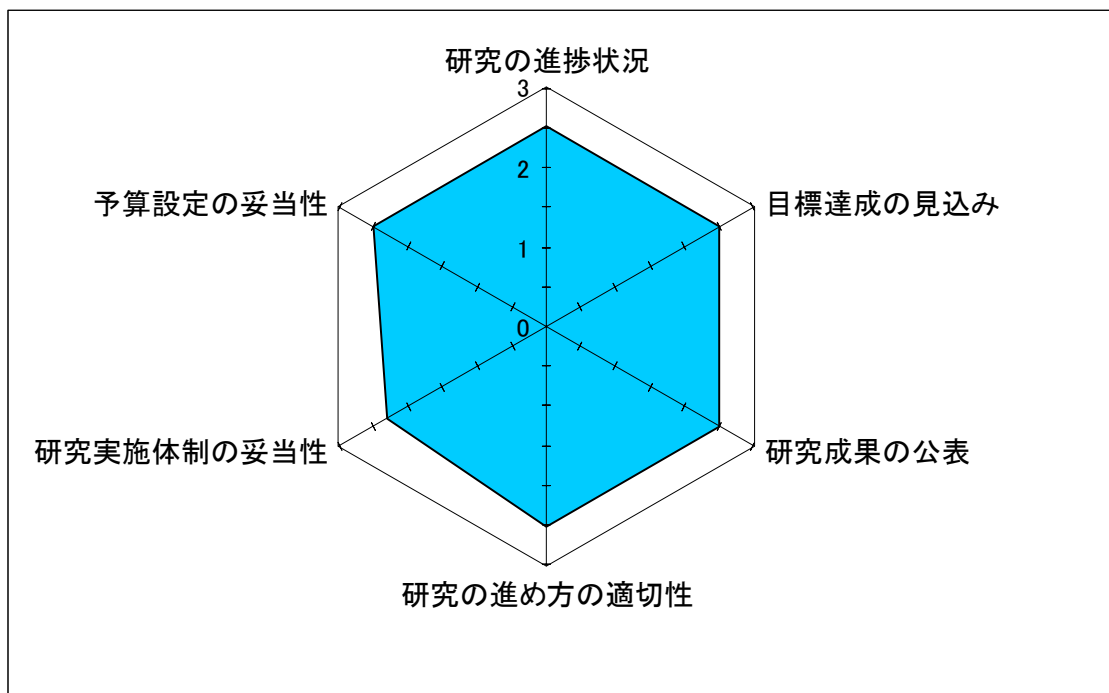 研究の進捗状況
3
2
1
0
予算設定の妥当性
目標達成の見込み
研究実施体制の妥当性
研究成果の公表
研究の進め方の適切性